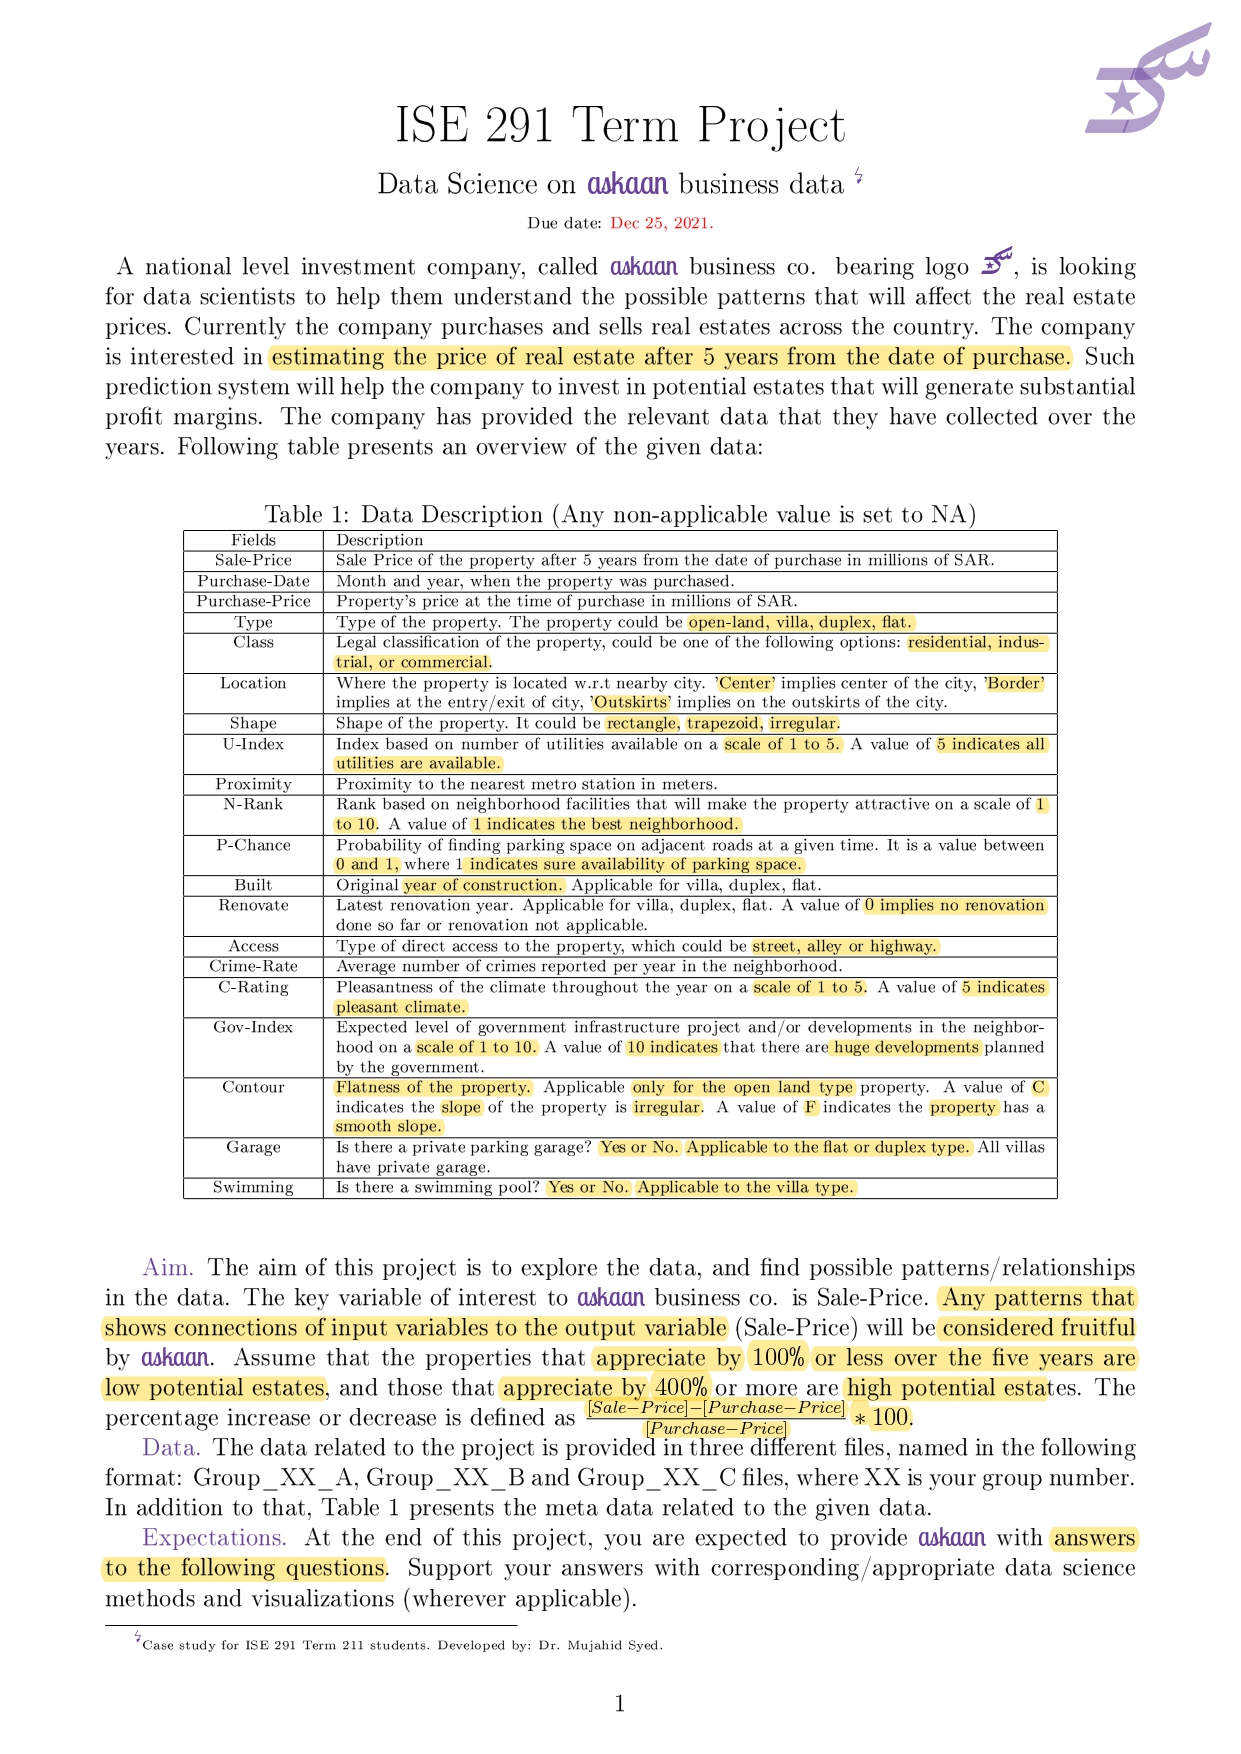 ISE 291 Term Project
Data Science on askaan business data ϟ
Due date: Dec 25, 2021.
A national level investment company, called askaan business co. bearing logo , is looking
for data scientists to help them understand the possible patterns that will affect the real estate
prices. Currently the company purchases and sells real estates across the country. The company
is interested in estimating the price of real estate after 5 years from the date of purchase. Such
prediction system will help the company to invest in potential estates that will generate substantial
profit margins. The company has provided the relevant data that they have collected over the
years. Following table presents an overview of the given data:
Table 1: Data Description (Any non-applicable value is set to NA)
Fields Description
Sale-Price Sale Price of the property after 5 years from the date of purchase in millions of SAR.
Purchase-Date Month and year, when the property was purchased.
Purchase-Price Property's price at the time of purchase in millions of SAR.
Type Type of the property. The property could be open-land, villa, duplex, flat.
Class Legal classification of the property, could be one of the following options: residential, indus-
trial, or commercial.
Location Where the property is located w.r.t nearby city. 'Center' implies center of the city, 'Border'
implies at the entry/exit of city, 'Outskirts' implies on the outskirts of the city.
Shape Shape of the property. It could be rectangle, trapezoid, irregular.
U-Index Index based on number of utilities available on a scale of 1 to 5. A value of 5 indicates all
utilities are available.
Proximity Proximity to the nearest metro station in meters.
N-Rank Rank based on neighborhood facilities that will make the property attractive on a scale of 1
to 10. A value of 1 indicates the best neighborhood.
P-Chance Probability of finding parking space on adjacent roads at a given time. It is a value between
0 and 1, where 1 indicates sure availability of parking space.
Built Original year of construction. Applicable for villa, duplex, flat.
Renovate Latest renovation year. Applicable for villa, duplex, flat. A value of 0 implies no renovation
done so far or renovation not applicable.
Access Type of direct access to the property, which could be street, alley or highway.
Crime-Rate Average number of crimes reported per year in the neighborhood.
C-Rating Pleasantness of the climate throughout the year on a scale of 1 to 5. A value of 5 indicates
pleasant climate.
Gov-Index Expected level of government infrastructure project and/or developments in the neighbor-
hood on a scale of 1 to 10. A value of 10 indicates that there are huge developments planned
by the government.
Contour Flatness of the property. Applicable only for the open land type property. A value of C
indicates the slope of the property is irregular. A value of F indicates the property has a
smooth slope.
Garage Is there a private parking garage? Yes or No. Applicable to the flat or duplex type. All villas
have private garage.
Swimming Is there a swimming pool? Yes or No. Applicable to the villa type.
Aim. The aim of this project is to explore the data, and find possible patterns/relationships
in the data. The key variable of interest to askaan business co. is Sale-Price. Any patterns that
shows connections of input variables to the output variable (Sale-Price) will be considered fruitful
by askaan. Assume that the properties that appreciate by 100% or less over the five years are
low potential estates, and those that appreciate by 400% or more are high potential estates. The
percentage increase or decrease is defined as [Sale−Price]−[Purchase−Price] / [Purchase−Price] ∗ 100.
Data. The data related to the project is provided in three different files, named in the following
format: Group_XX_A, Group_XX_B and Group_XX_C files, where XX is your group number.
In addition to that, Table 1 presents the meta data related to the given data.
Expectations. At the end of this project, you are expected to provide askaan with answers
to the following questions. Support your answers with corresponding/appropriate data science
methods and visualizations (wherever applicable).
ϟCase study for ISE 291 Term 211 students. Developed by: Dr. Mujahid Syed.
1